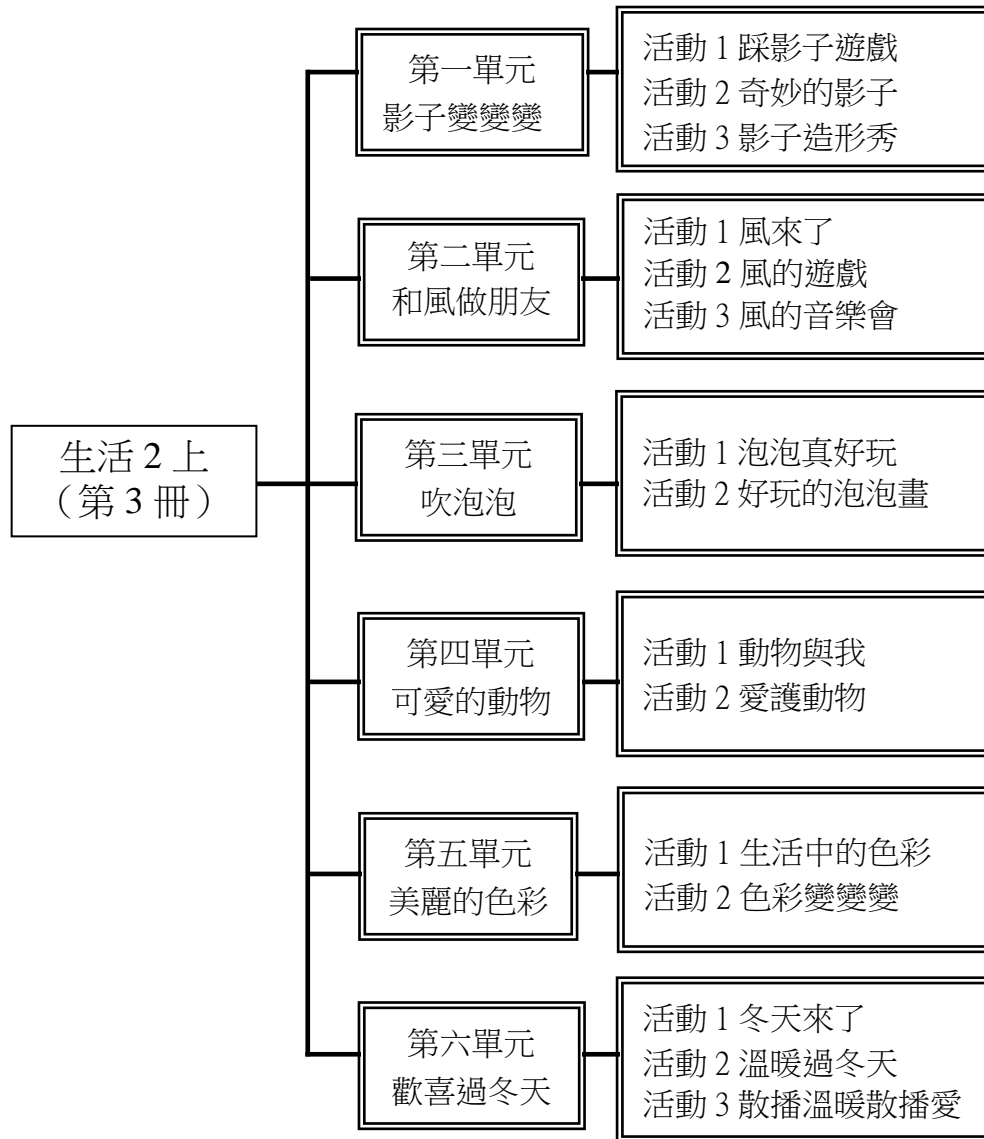 生活 2 上
（第 3 冊）
第一單元
影子變變變
活動 1 踩影子遊戲
活動 2 奇妙的影子
活動 3 影子造形秀
第二單元
和風做朋友
活動 1 風來了
活動 2 風的遊戲
活動 3 風的音樂會
第三單元
吹泡泡
活動 1 泡泡真好玩
活動 2 好玩的泡泡畫
第四單元
可愛的動物
活動 1 動物與我
活動 2 愛護動物
第五單元
美麗的色彩
活動 1 生活中的色彩
活動 2 色彩變變變
第六單元
歡喜過冬天
活動 1 冬天來了
活動 2 溫暖過冬天
活動 3 散播溫暖散播愛